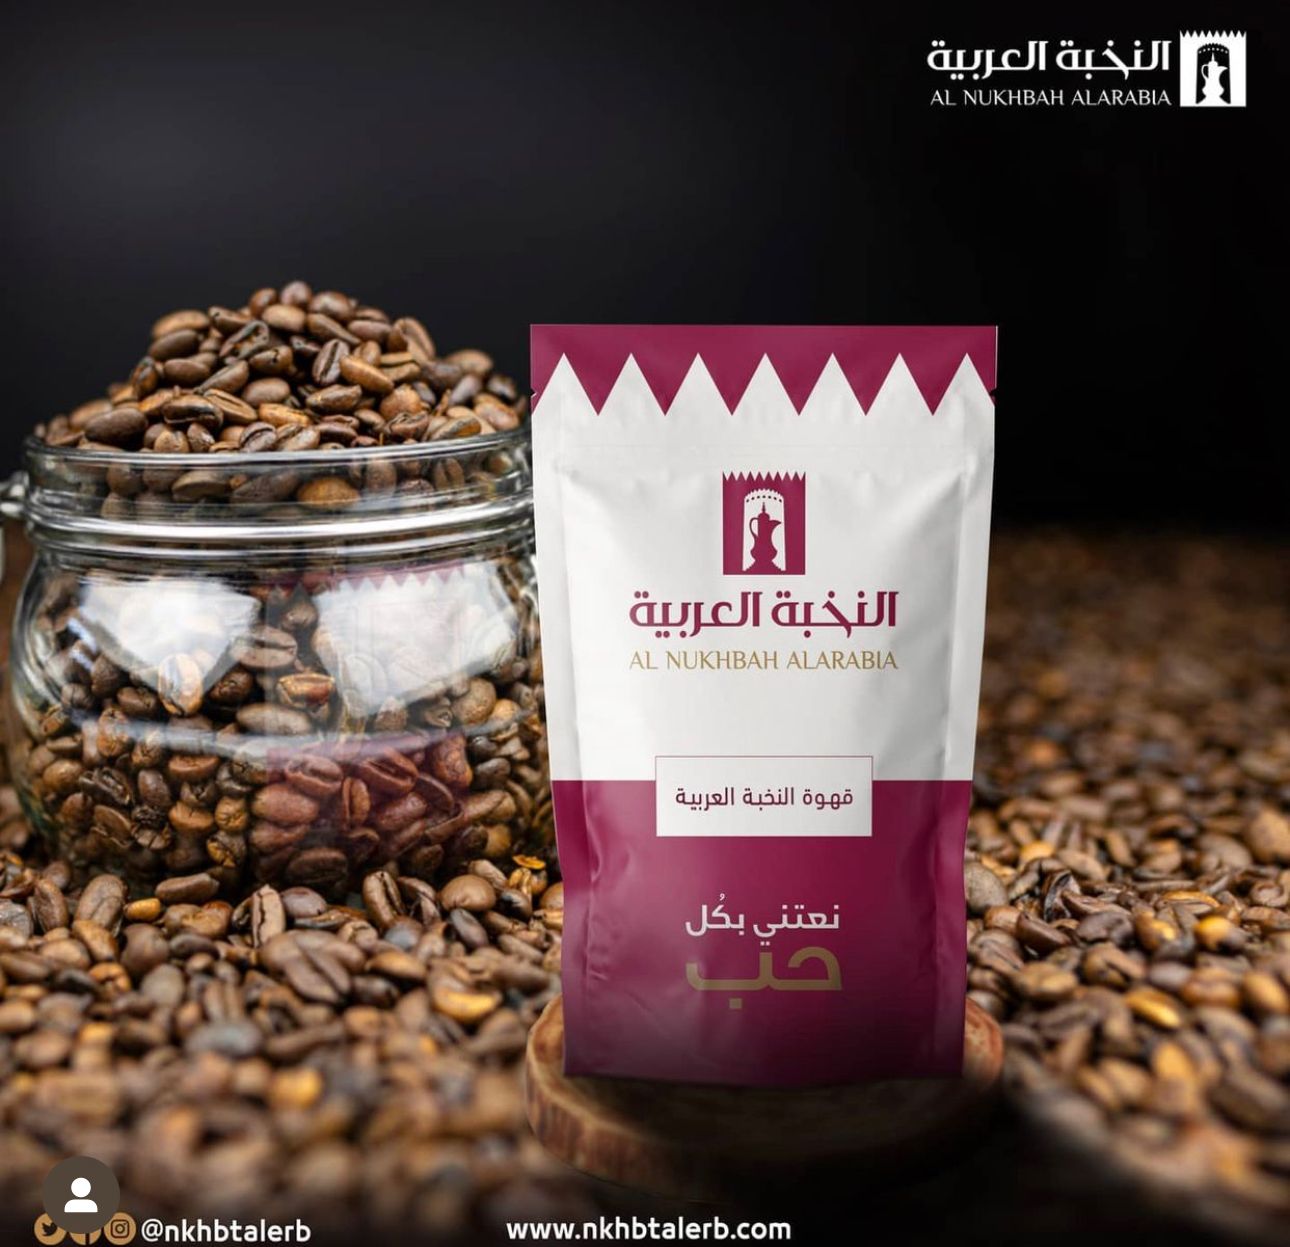 النخبة العربية
AL NUKHBAH ALARABIA
النخبة العربية
AL NUKHBAH ALARABIA
قهوة النخبة العربية
نعتني بكُل
حب
@nkhbtalerb
www.nkhbtalerb.com